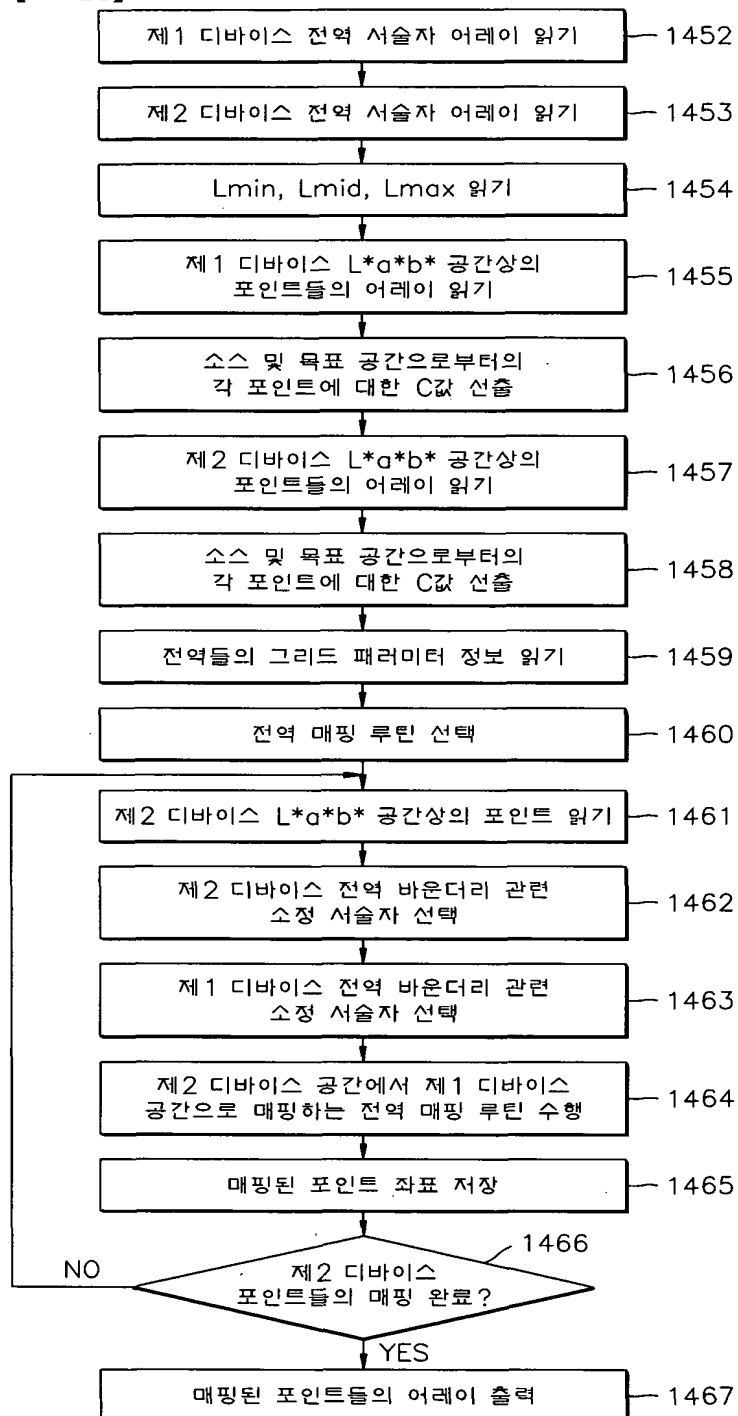 제1 디바이스 전역 서술자 어레이 읽기
1452
제2 디바이스 전역 서술자 어레이 읽기
1453
Lmin, Lmid, Lmax 읽기
1454
제1 디바이스 L*a*b* 공간상의
포인트들의 어레이 읽기
1455
소스 및 목표 공간으로부터의
각 포인트에 대한 C값 선출
1456
제2 디바이스 L*a*b* 공간상의
포인트들의 어레이 읽기
1457
소스 및 목표 공간으로부터의
각 포인트에 대한 C값 선출
1458
전역들의 그리드 패러미터 정보 읽기
1459
전역 매핑 루틴 선택
1460
제2 디바이스 L*a*b* 공간상의 포인트 읽기
1461
제2 디바이스 전역 바운더리 관련
소정 서술자 선택
1462
제1 디바이스 전역 바운더리 관련
소정 서술자 선택
1463
제2 디바이스 공간에서 제1 디바이스
공간으로 매핑하는 전역 매핑 루틴 수행
1464
매핑된 포인트 좌표 저장
1465
1466
NO
제2 디바이스
포인트들의 매핑 완료?
YES
매핑된 포인트들의 어레이 출력
1467